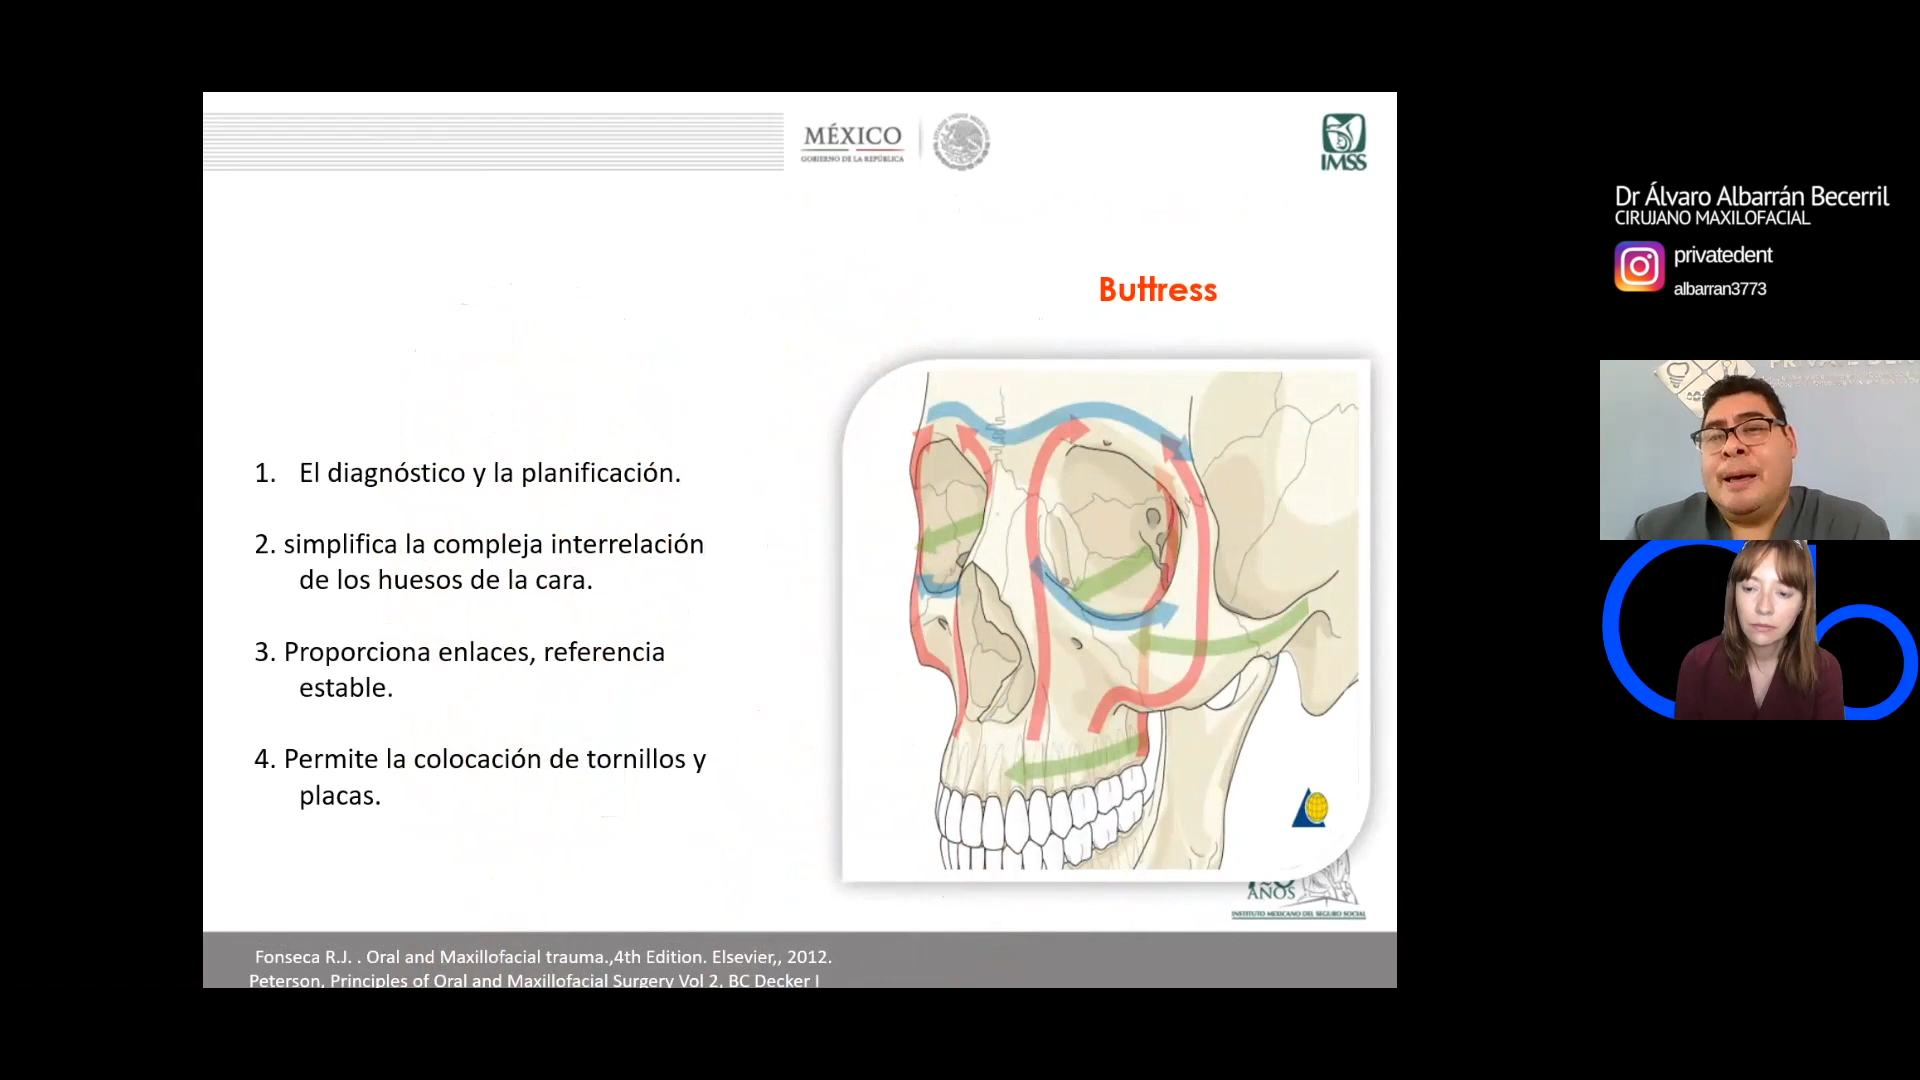 MÉXICO
GOBIERNO DE LA REPÚBLICA
IMSS
Dr Álvaro Albarrán Becerril
CIRUJANO MAXILOFACIAL
privatedent
albarran3773
Buttress
1. El diagnóstico y la planificación.
2. simplifica la compleja interrelación
de los huesos de la cara.
3. Proporciona enlaces, referencia
estable.
4. Permite la colocación de tornillos y
placas.
AÑOS
INSTITUTO MEXICANO DEL SEGURO SOCIAL
Fonseca R.J. . Oral and Maxillofacial trauma.,4th Edition. Elsevier,, 2012.
Peterson, Principles of Oral and Maxillofacial Surgery Vol 2, BC Decker I